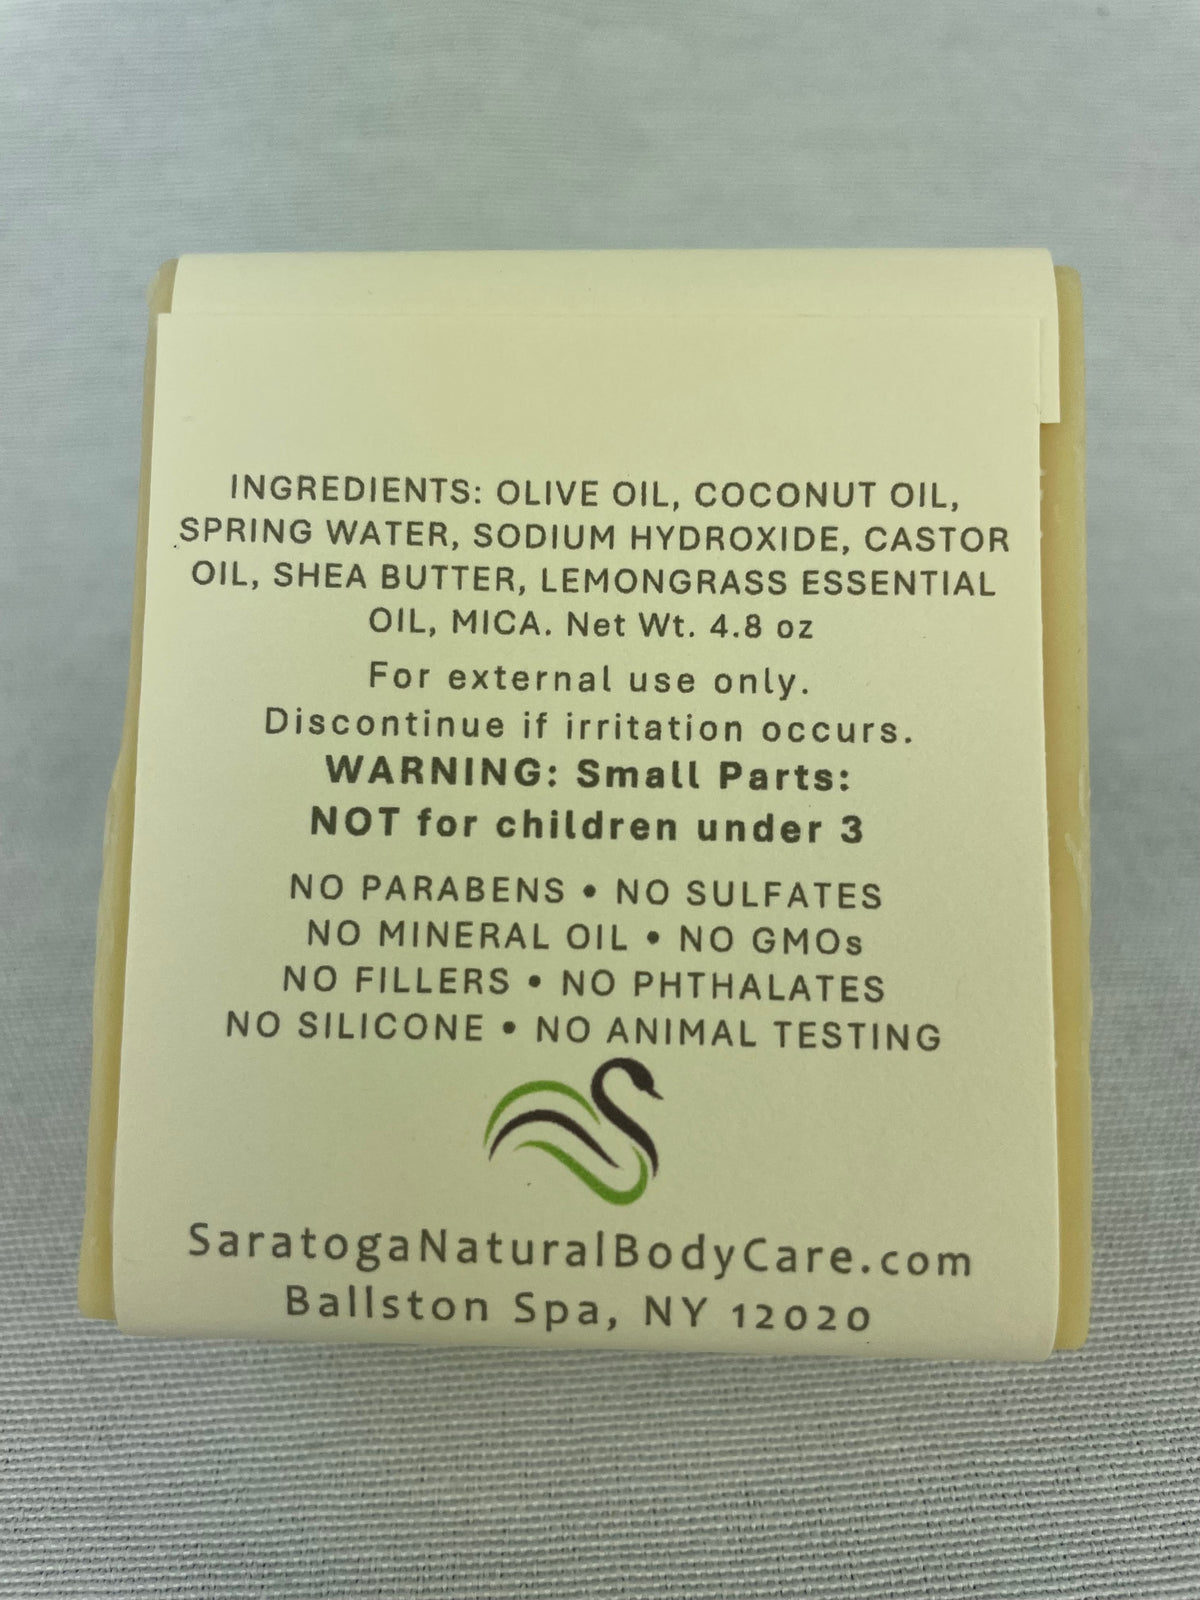 INGREDIENTS: OLIVE OIL, COCONUT OIL,
SPRING WATER, SODIUM HYDROXIDE, CASTOR
OIL, SHEA BUTTER, LEMONGRASS ESSENTIAL
OIL, MICA. Net Wt. 4.8 oz
For external use only.
Discontinue if irritation occurs.
WARNING: Small Parts:
NOT for children under 3
NO PARABENS • NO SULFATES
NO MINERAL OIL • NO GMOs
NO FILLERS • NO PHTHALATES
NO SILICONE • NO ANIMAL TESTING
SaratogaNaturalBodyCare.com
Ballston Spa, NY 12020